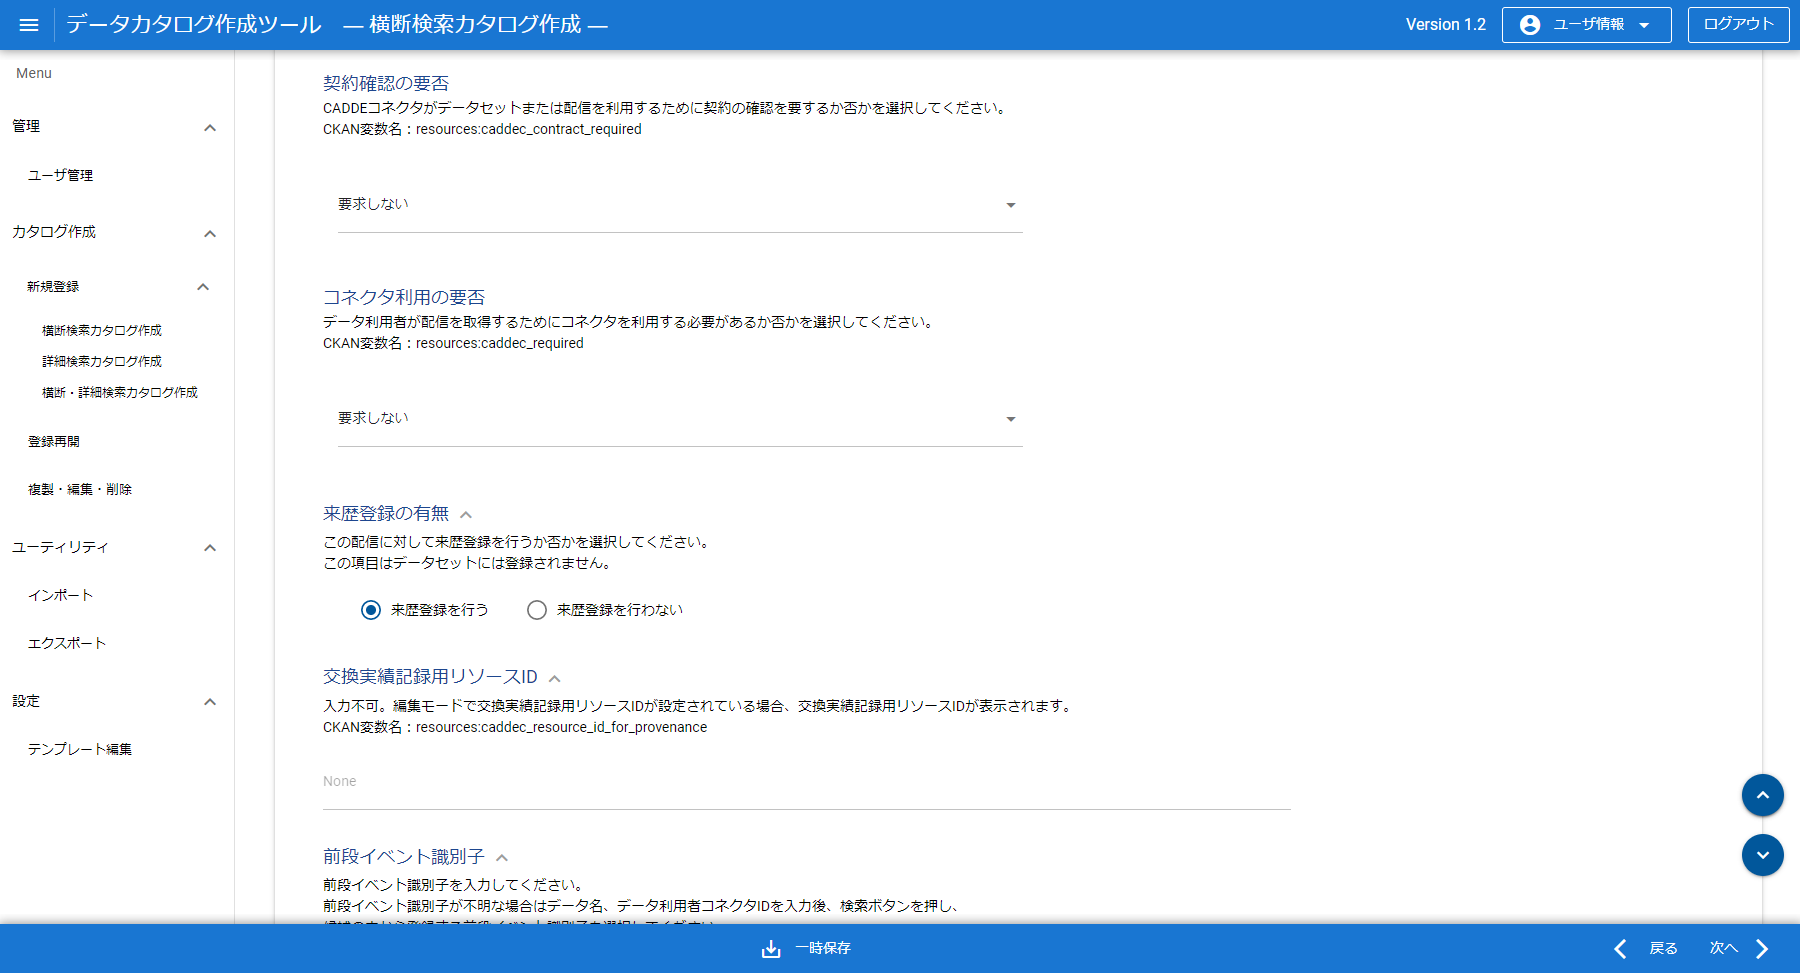 データカタログ作成ツール ― 横断検索カタログ作成 ―
Version 1.2
ユーザ情報
ログアウト
Menu
管理
ユーザ管理
カタログ作成
新規登録
横断検索カタログ作成
詳細検索カタログ作成
横断・詳細検索カタログ作成
登録再開
複製・編集・削除
ユーティリティ
インポート
エクスポート
設定
テンプレート編集
契約確認の要否
CADDEコネクタがデータセットまたは配信を利用するために契約の確認を要するか否かを選択してください。
CKAN変数名：resources:caddec_contract_required
要求しない
コネクタ利用の要否
データ利用者が配信を取得するためにコネクタを利用する必要があるか否かを選択してください。
CKAN変数名：resources:caddec_required
要求しない
来歴登録の有無
この配信に対して来歴登録を行うか否かを選択してください。
この項目はデータセットには登録されません。
来歴登録を行う
来歴登録を行わない
交換実績記録用リソースID
入力不可。編集モードで交換実績記録用リソースIDが設定されている場合、交換実績記録用リソースIDが表示されます。
CKAN変数名：resources:caddec_resource_id_for_provenance
None
前段イベント識別子
前段イベント識別子を入力してください。
前段イベント識別子が不明な場合はデータ名、データ利用者コネクタIDを入力後、検索ボタンを押し、
一時保存
戻る
次へ